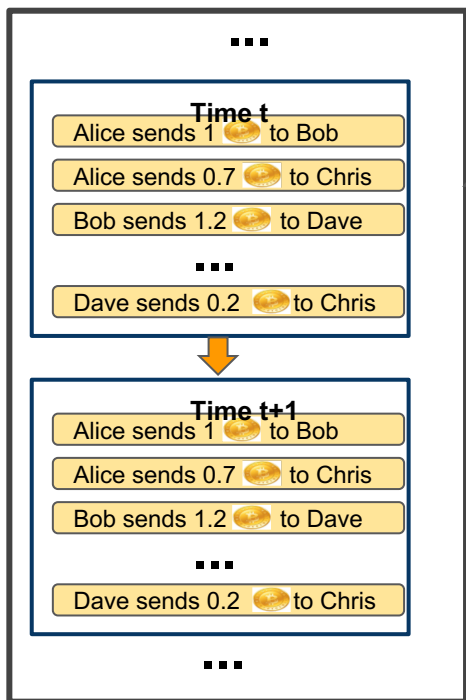 ...
Time t
Alice sends 1 to Bob
Alice sends 0.7 to Chris
Bob sends 1.2 to Dave
...
Dave sends 0.2 to Chris
Time t+1
Alice sends 1 to Bob
Alice sends 0.7 to Chris
Bob sends 1.2 to Dave
...
Dave sends 0.2 to Chris
...